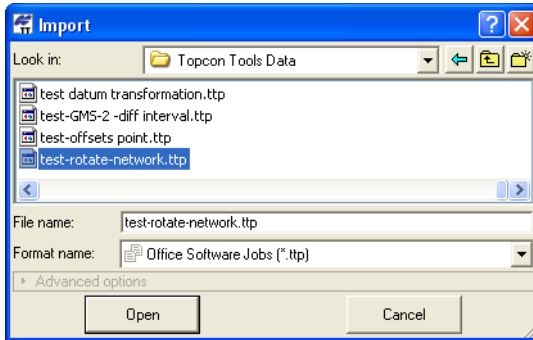 Import
Look in: Topcon Tools Data
test datum transformation.ttp
test-GMS-2 -diff interval.ttp
test-offsets point.ttp
test-rotate-network.ttp
File name: test-rotate-network.ttp
Format name: Office Software Jobs (*.ttp)
Advanced options
Open Cancel